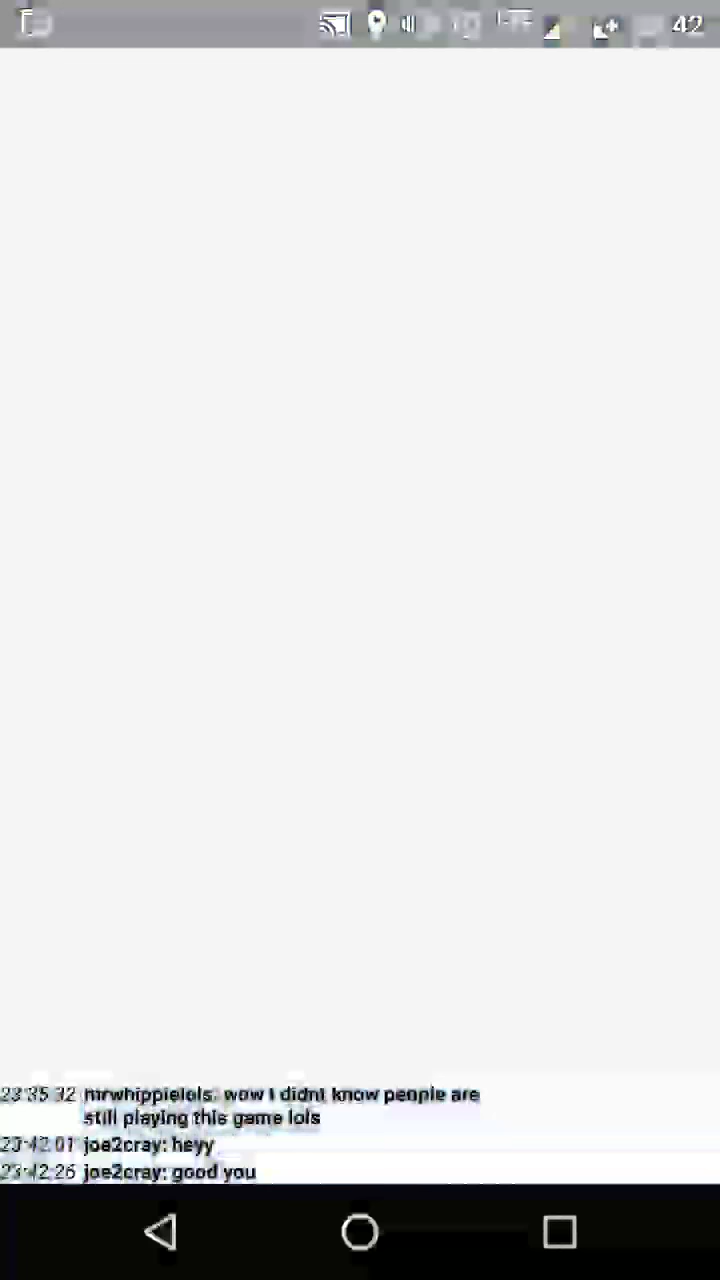 42
23:35:32 mrwhippielols: wow I didnt know people are
still playing this game lols
23:42:01 joe2cray: heyy
23:42:26 joe2cray: good you